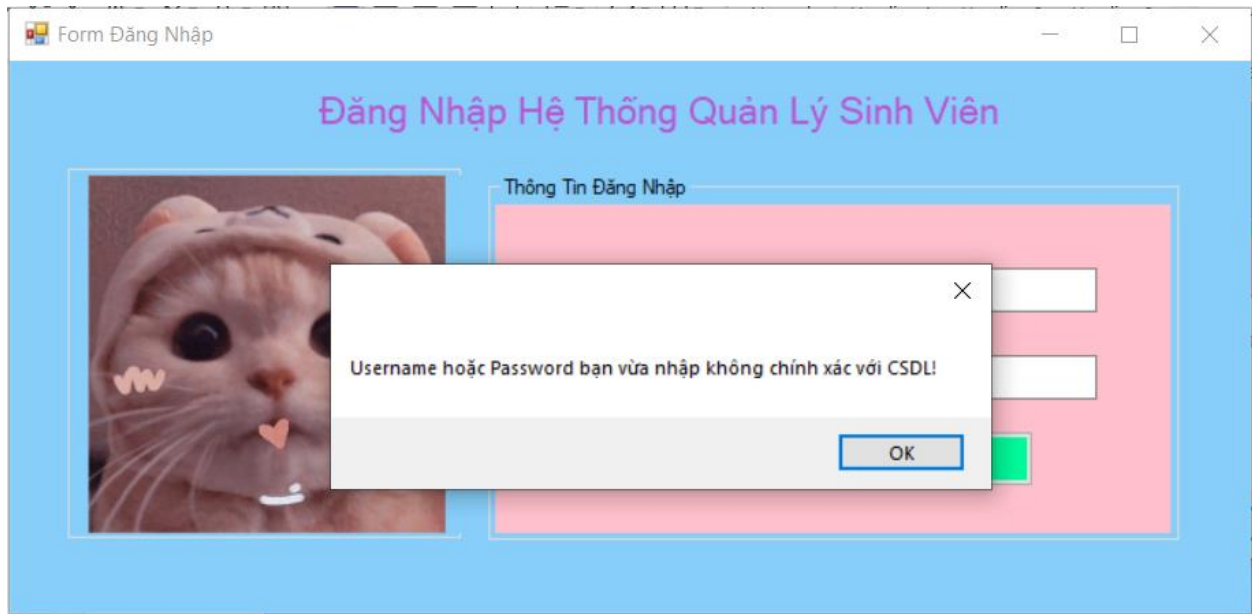 Form Đăng Nhập
Đăng Nhập Hệ Thống Quản Lý Sinh Viên
Thông Tin Đăng Nhập
Username hoặc Password bạn vừa nhập không chính xác với CSDL!
OK